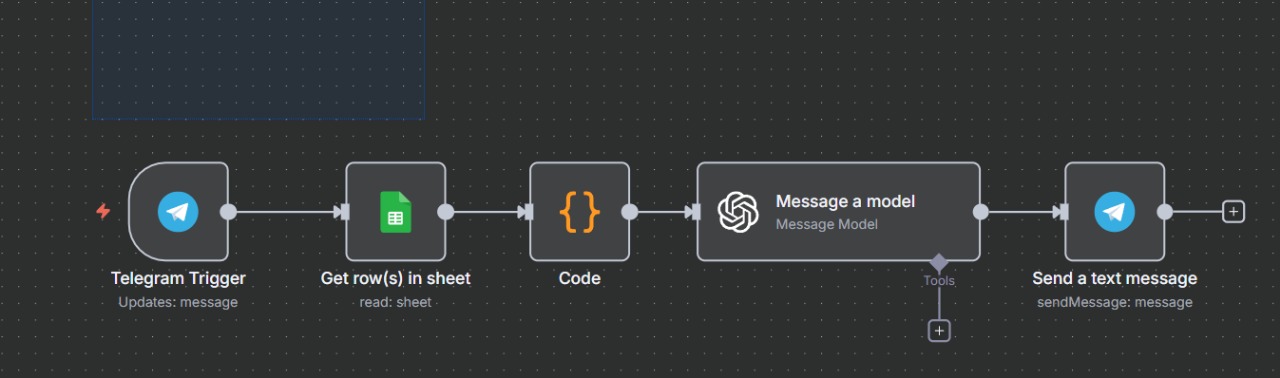 Message a model
Message Model
Telegram Trigger
Updates: message
Get row(s) in sheet
read: sheet
Code
Tools
Send a text message
sendMessage: message